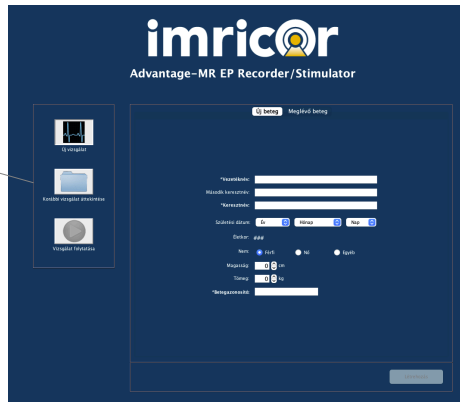 imricor
Advantage-MR EP Recorder/Stimulator
Új beteg Meglévő beteg
Új vizsgálat
Korábbi vizsgálat áttekintése
Vizsgálat folytatása
*Vezetéknév:
Második keresztnév:
*Keresztnév:
Születési dátum: Év Hónap Nap
Életkor: ###
Nem: Férfi Nő Egyéb
Magasság: 0 cm
Tömeg: 0 kg
*Betegazonosító: